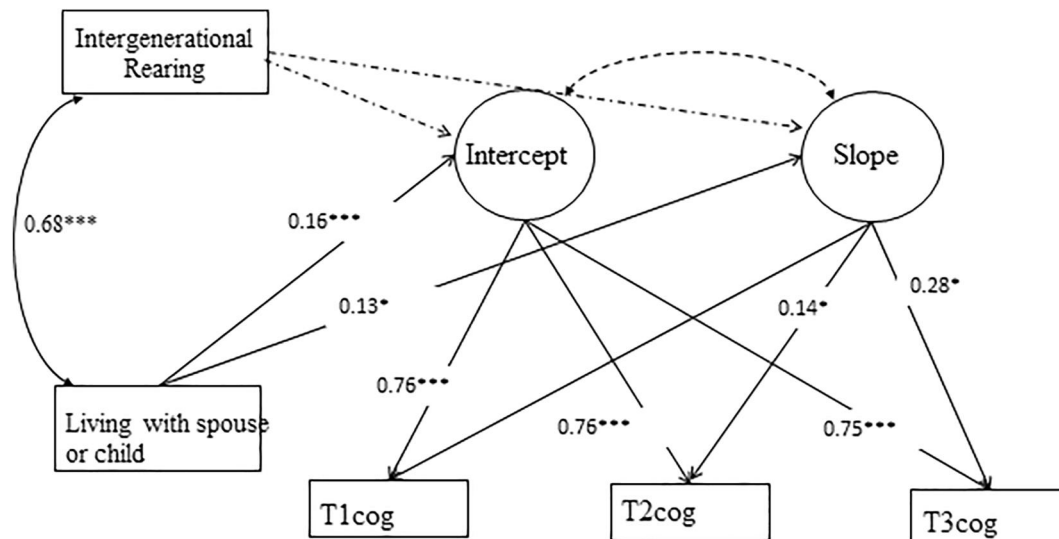 Intergenerational
Rearing
Intercept
Slope
0.68***
0.16***
0.13*
0.14*
0.28*
0.76***
0.76***
0.75***
Living with spouse
or child
T1cog
T2cog
T3cog